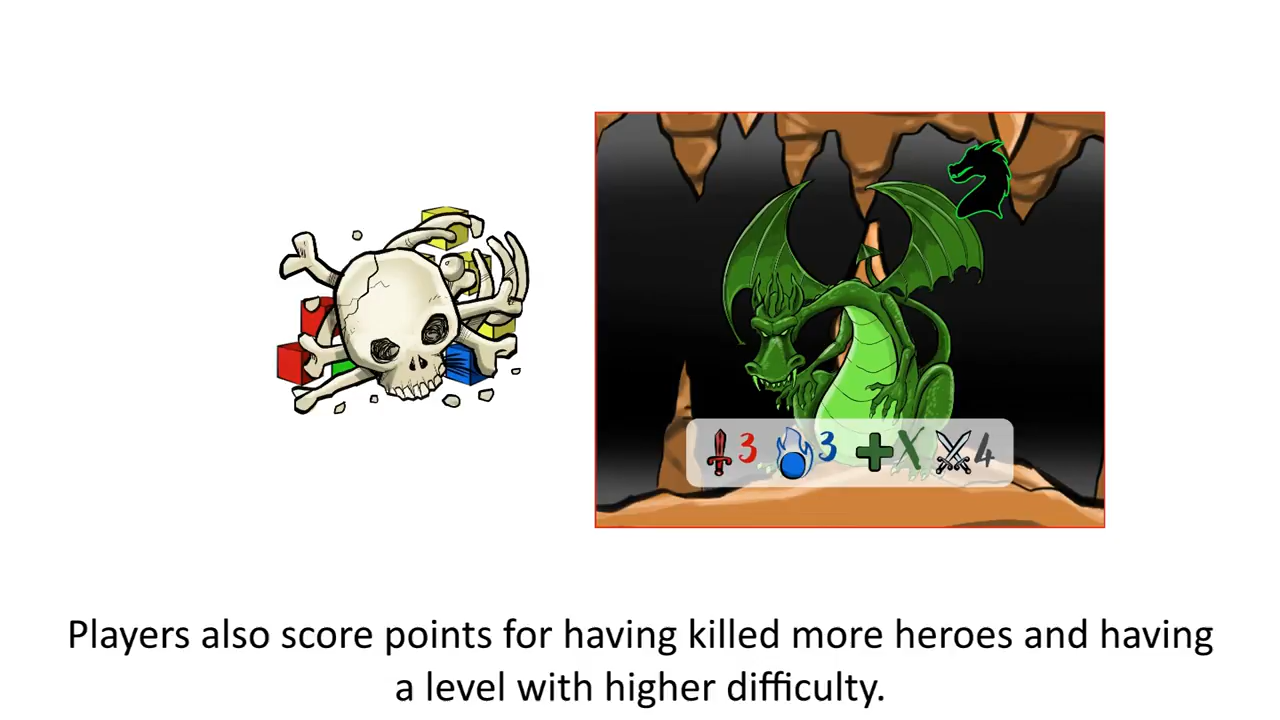 3 3 X 4
Players also score points for having killed more heroes and having
a level with higher difficulty.